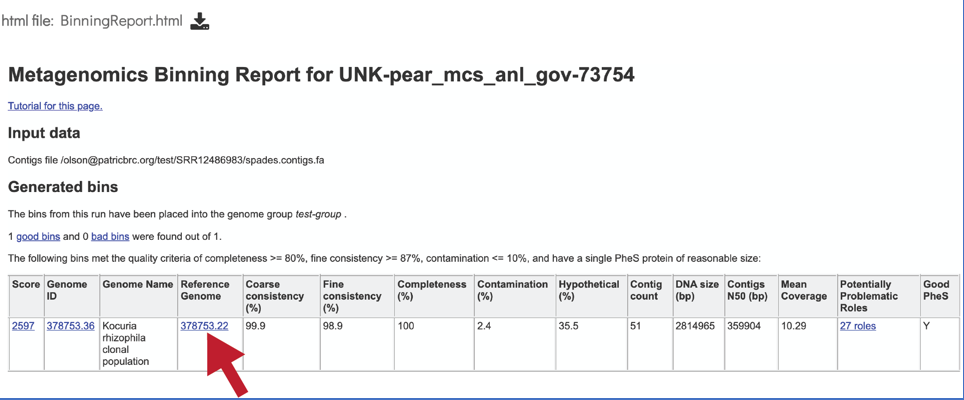 html file: BinningReport.html
Metagenomics Binning Report for UNK-pear_mcs_anl_gov-73754
Tutorial for this page.
Input data
Contigs file /olson@patricbrc.org/test/SRR12486983/spades.contigs.fa
Generated bins
The bins from this run have been placed into the genome group test-group .
1 good bins and 0 bad bins were found out of 1.
The following bins met the quality criteria of completeness >= 80%, fine consistency >= 87%, contamination <= 10%, and have a single PheS protein of reasonable size:
Score Genome ID Genome Name Reference Genome Coarse consistency (%) Fine consistency (%) Completeness (%) Contamination (%) Hypothetical (%) Contig count DNA size (bp) Contigs N50 (bp) Mean Coverage Potentially Problematic Roles Good PheS
2597 378753.36 Kocuria rhizophila clonal population 378753.22 99.9 98.9 100 2.4 35.5 51 2814965 359904 10.29 27 roles Y